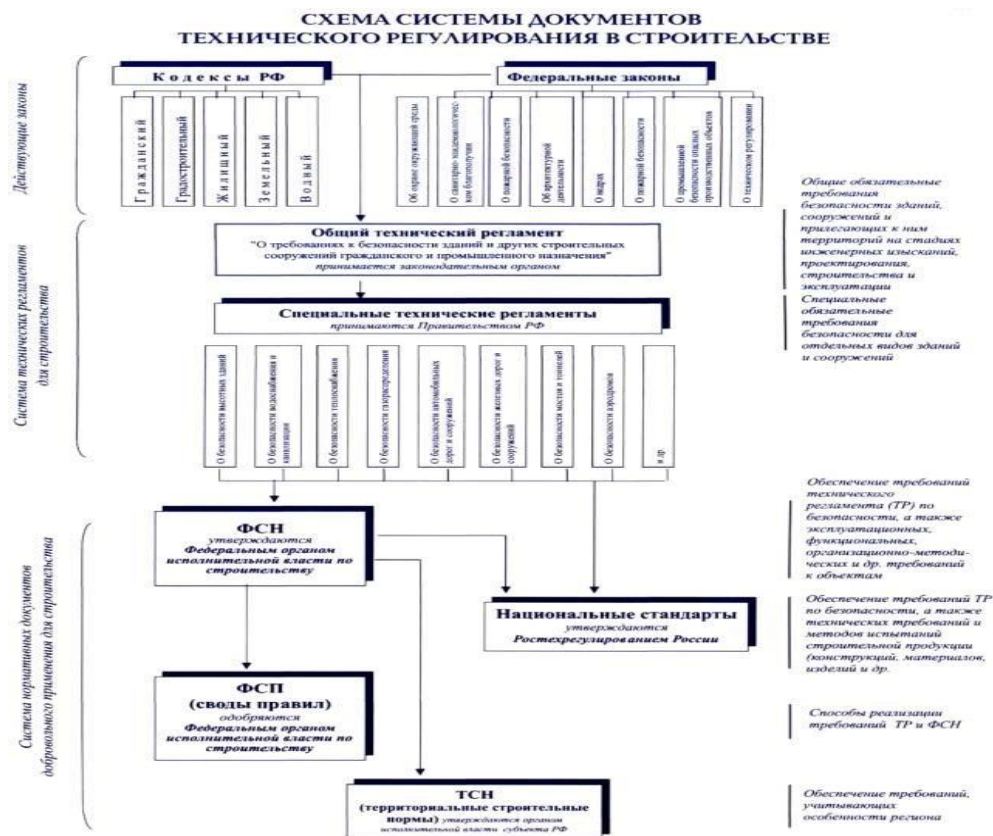 СХЕМА СИСТЕМЫ ДОКУМЕНТОВ
ТЕХНИЧЕСКОГО РЕГУЛИРОВАНИЯ В СТРОИТЕЛЬСТВЕ
Действующие законы
Кодексы РФ
Гражданский
Градостроительный
Жилищный
Земельный
Водный
Федеральные законы
Об охране окружающей среды
О санитарно-эпидемиологичес-
ком благополучии
О пожарной безопасности
Об архитектурной
деятельности
О недрах
О пожарной безопасности
О промышленной
безопасности опасных
производственных объектов
О техническом регулировании
Система технических регламентов
для строительства
Общий технический регламент
"О требованиях к безопасности зданий и других строительных
сооружений гражданского и промышленного назначения"
принимается законодательным органом
Общие обязательные
требования
безопасности зданий,
сооружений и
прилегающих к ним
территорий на стадиях
инженерных изысканий,
проектирования,
строительства и
эксплуатации
Специальные технические регламенты
принимаются Правительством РФ
Специальные
обязательные
требования
безопасности для
отдельных видов зданий
и сооружений
О безопасности высотных зданий
О безопасности водоснабжения и
канализации
О безопасности теплоснабжения
О безопасности газораспределения
О безопасности автомобильных
дорог и сооружений
О безопасности железных дорог и
сооружений
О безопасности мостов и тоннелей
О безопасности аэродромов
и др.
Система нормативных документов
добровольного применения для строительства
ФСН
утверждаются
Федеральным органом
исполнительной власти по
строительству
Обеспечение требований
технического
регламента (ТР) по
безопасности, а также
эксплуатационных,
функциональных,
организационно-методи-
ческих и др. требований
к объектам
Национальные стандарты
утверждаются
Ростехрегулированием России
Обеспечение требований ТР
по безопасности, а также
технических требований и
методов испытаний
строительной продукции
(конструкций, материалов,
изделий и др.
ФСП
(своды правил)
одобряются
Федеральным органом
исполнительной власти по
строительству
Способы реализации
требований ТР и ФСН
ТСН
(территориальные строительные
нормы) утверждаются органом
исполнительной власти субъекта РФ
Обеспечение требований,
учитывающих
особенности региона